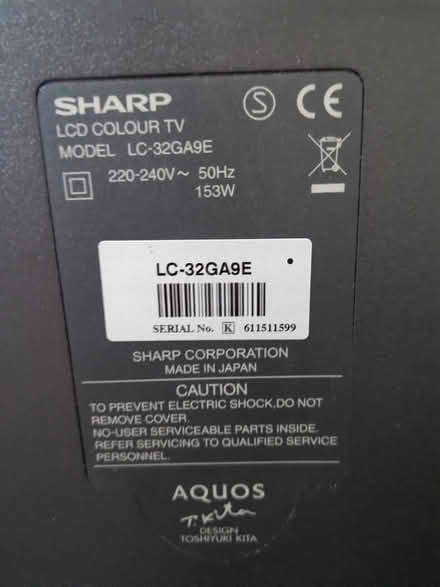 SHARP Ⓢ CE
LCD COLOUR TV
MODEL LC-32GA9E
220-240V~ 50Hz
153W
LC-32GA9E
SERIAL No. K 611511599
SHARP CORPORATION
MADE IN JAPAN
CAUTION
TO PREVENT ELECTRIC SHOCK,DO NOT
REMOVE COVER.
NO-USER SERVICEABLE PARTS INSIDE.
REFER SERVICING TO QUALIFIED SERVICE
PERSONNEL.
AQUOS
T. Kita
DESIGN
TOSHIYUKI KITA